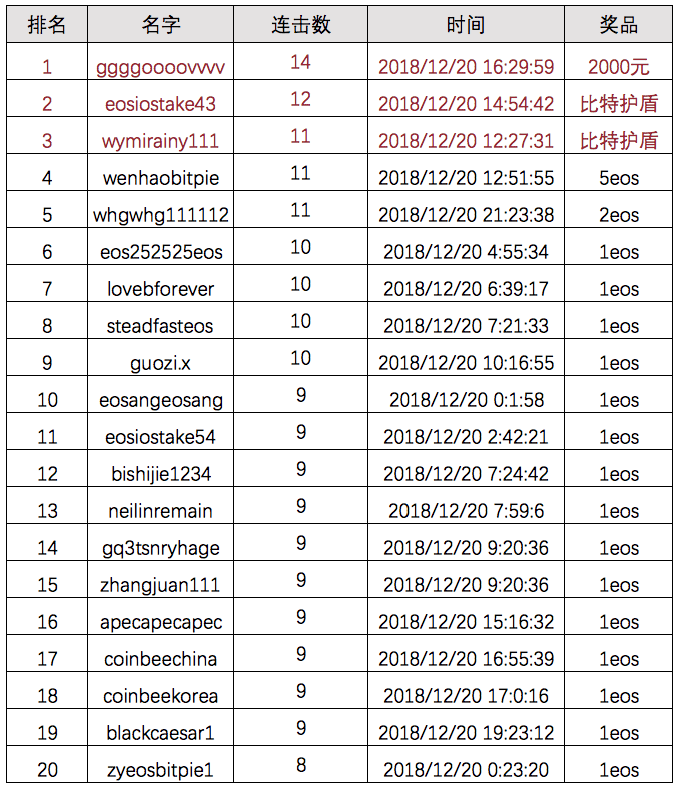 排名 名字 连击数 时间 奖品
1 ggggoooovvvv 14 2018/12/20 16:29:59 2000元
2 eosiostake43 12 2018/12/20 14:54:42 比特护盾
3 wymirainy111 11 2018/12/20 12:27:31 比特护盾
4 wenhaobitpie 11 2018/12/20 12:51:55 5eos
5 whgwhg111112 11 2018/12/20 21:23:38 2eos
6 eos252525eos 10 2018/12/20 4:55:34 1eos
7 lovebforever 10 2018/12/20 6:39:17 1eos
8 steadfasteos 10 2018/12/20 7:21:33 1eos
9 guozi.x 10 2018/12/20 10:16:55 1eos
10 eosangeosang 9 2018/12/20 0:1:58 1eos
11 eosiostake54 9 2018/12/20 2:42:21 1eos
12 bishijie1234 9 2018/12/20 7:24:42 1eos
13 neilinremain 9 2018/12/20 7:59:6 1eos
14 gq3tsnryhage 9 2018/12/20 9:20:36 1eos
15 zhangjuan111 9 2018/12/20 9:20:36 1eos
16 apecapecapec 9 2018/12/20 15:16:32 1eos
17 coinbeechina 9 2018/12/20 16:55:39 1eos
18 coinbeekorea 9 2018/12/20 17:0:16 1eos
19 blackcaesar1 9 2018/12/20 19:23:12 1eos
20 zyeosbitpie1 8 2018/12/20 0:23:20 1eos